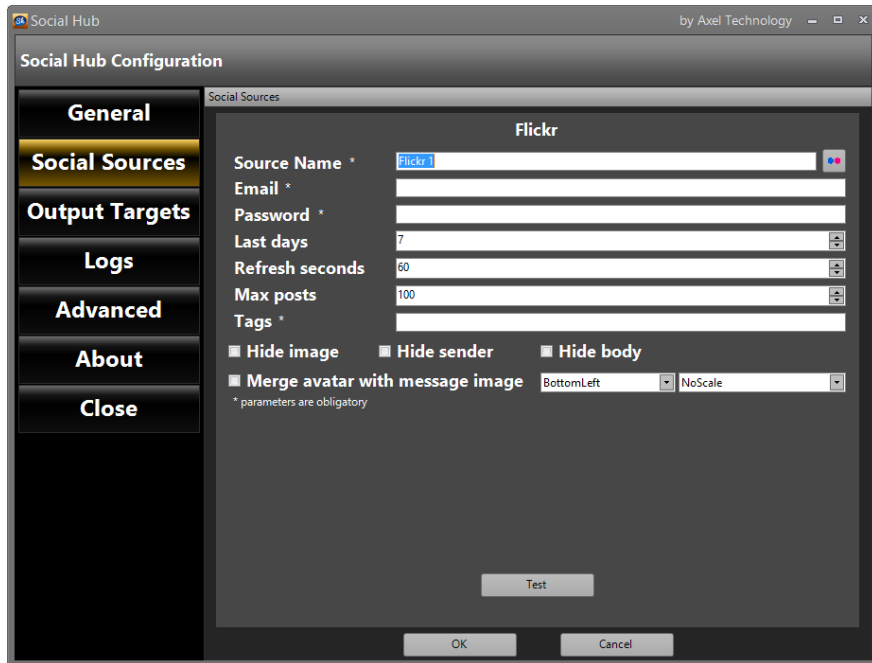 Social Hub
by Axel Technology
Social Hub Configuration
General
Social Sources
Output Targets
Logs
Advanced
About
Close
Social Sources
Flickr
Source Name *
Flickr 1
Email *
Password *
Last days
7
Refresh seconds
60
Max posts
100
Tags *
Hide image
Hide sender
Hide body
Merge avatar with message image
BottomLeft
NoScale
* parameters are obligatory
Test
OK
Cancel